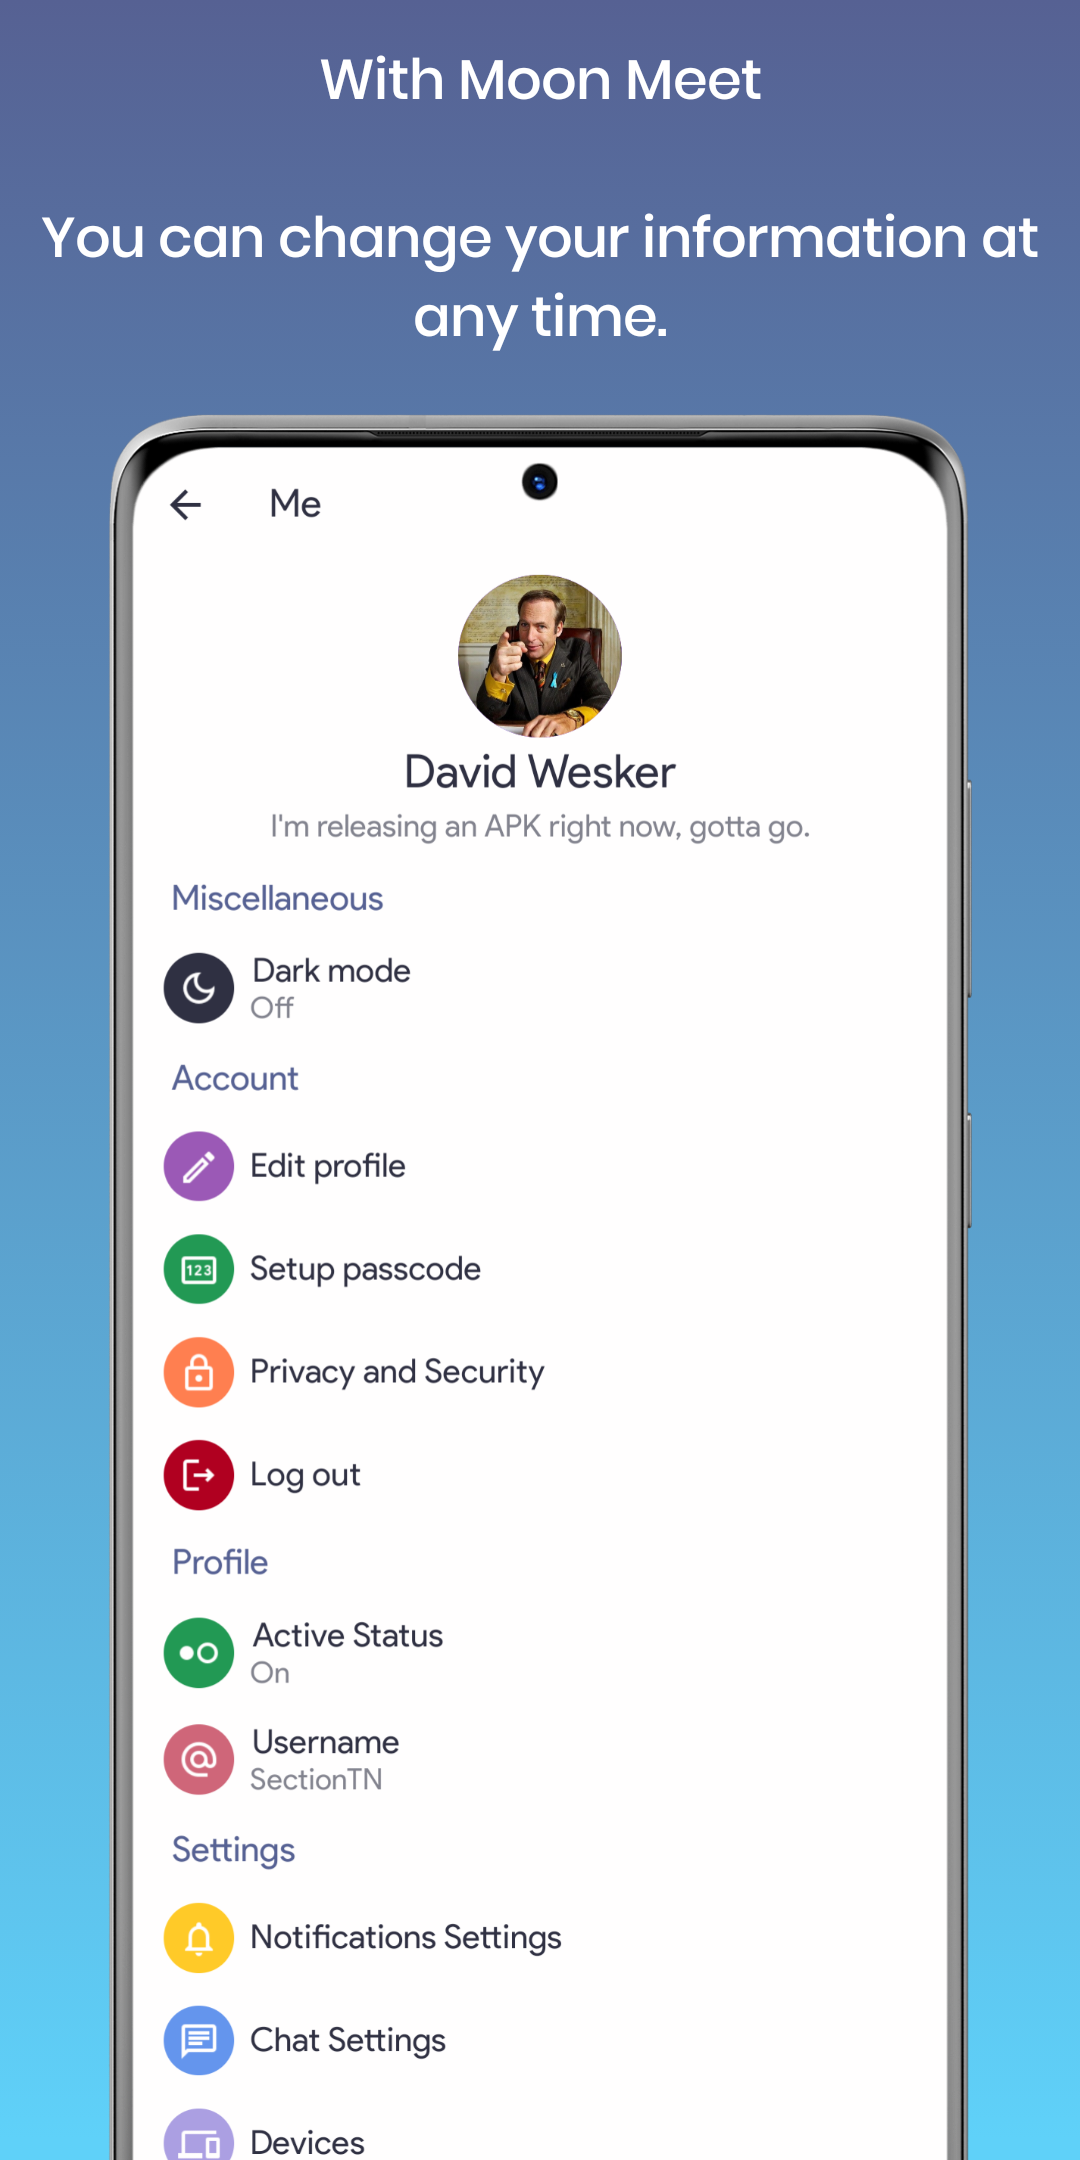 With Moon Meet
You can change your information at
any time.
Me
David Wesker
I'm releasing an APK right now, gotta go.
Miscellaneous
Dark mode
Off
Account
Edit profile
123
Setup passcode
Privacy and Security
Log out
Profile
Active Status
On
Username
SectionTN
Settings
Notifications Settings
Chat Settings
Devices